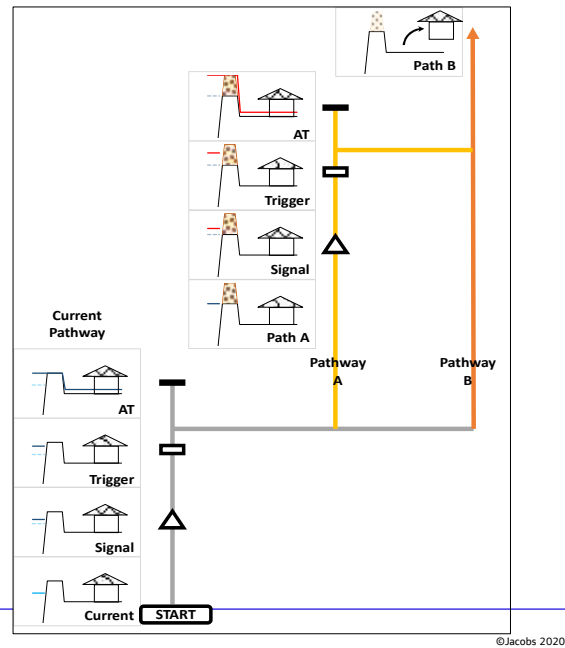 Path B
AT
Trigger
Signal
Path A
Current
Pathway
Pathway
A
Pathway
B
AT
Trigger
Signal
Current
START
©Jacobs 2020